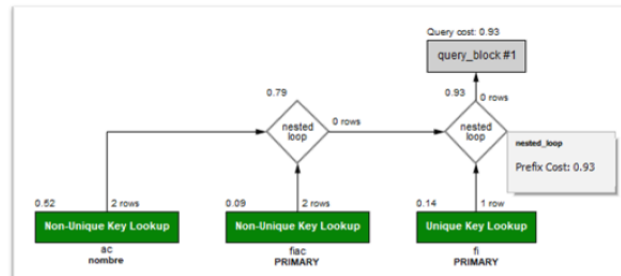 Query cost: 0.93
query_block #1
0.79
0.93
0 rows
nested
loop
0 rows
nested
loop
nested_loop
Prefix Cost: 0.93
0.52
2 rows
0.09
2 rows
0.14
1 row
Non-Unique Key Lookup
Non-Unique Key Lookup
Unique Key Lookup
ac
nombre
fiac
PRIMARY
fi
PRIMARY